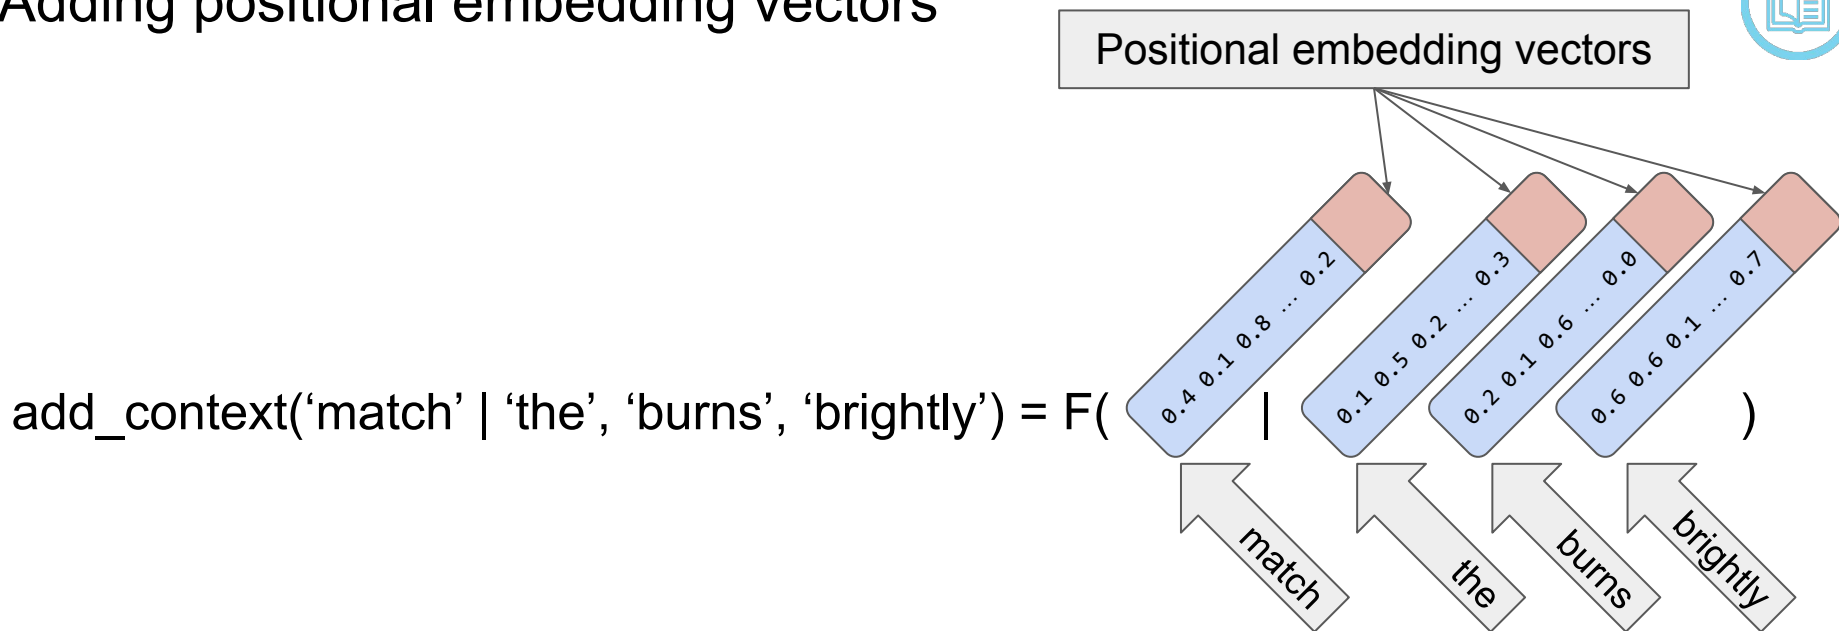 Adding positional embedding vectors
Positional embedding vectors
add_context(‘match’ | ‘the’, ‘burns’, ‘brightly’) = F( | )
0.4 0.1 0.8 ... 0.2
0.1 0.5 0.2 ... 0.3
0.2 0.1 0.6 ... 0.0
0.6 0.6 0.1 ... 0.7
match
the
burns
brightly